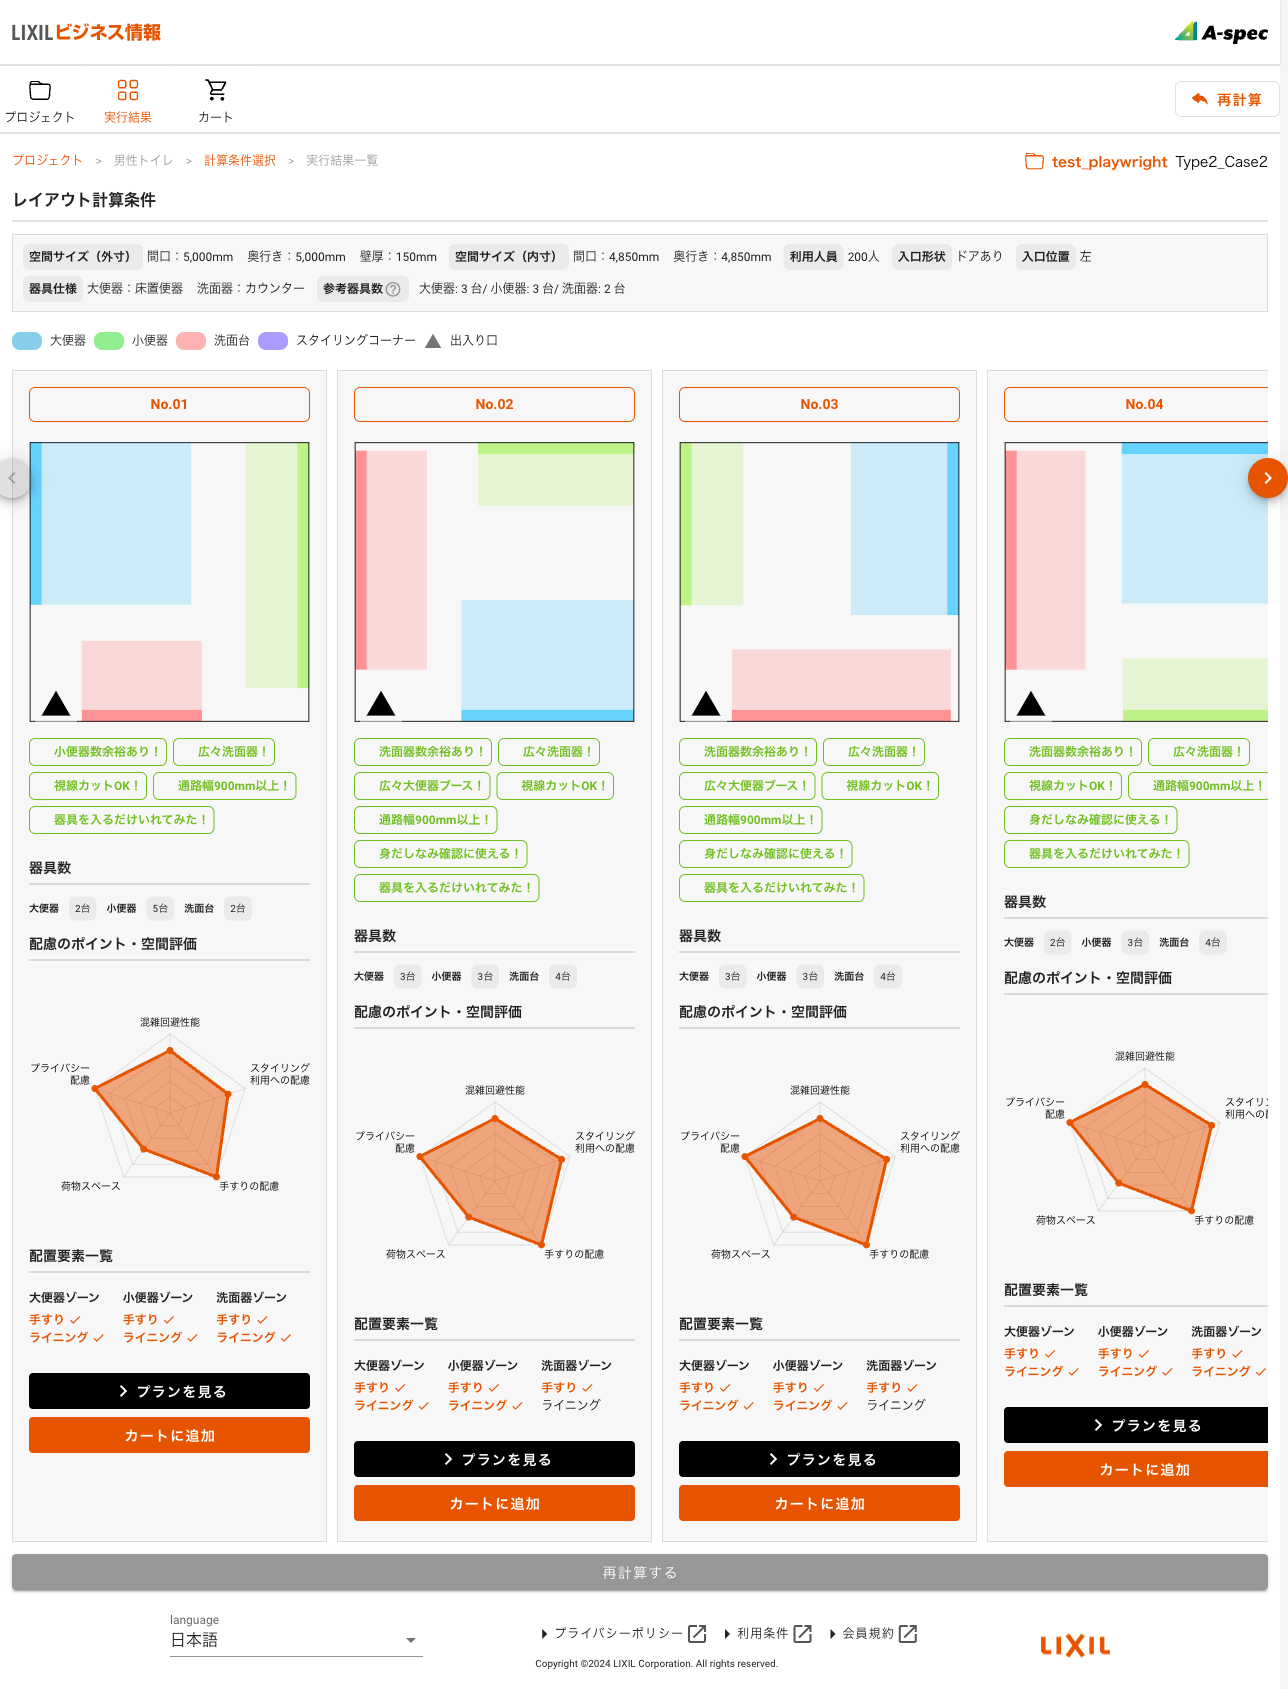 LIXILビジネス情報
A-spec
プロジェクト 実行結果 カート
再計算
プロジェクト > 男性トイレ > 計算条件選択 > 実行結果一覧
test_playwright Type2_Case2
レイアウト計算条件
空間サイズ（外寸） 間口：5,000mm 奥行き：5,000mm 壁厚：150mm 空間サイズ（内寸） 間口：4,850mm 奥行き：4,850mm 利用人員 200人 入口形状 ドアあり 入口位置 左
器具仕様 大便器：床置便器 洗面器：カウンター 参考器具数 大便器: 3 台/ 小便器: 3 台/ 洗面器: 2 台
大便器 小便器 洗面台 スタイリングコーナー 出入り口
No.01
小便器数余裕あり！ 広々洗面器！
視線カットOK！ 通路幅900mm以上！
器具を入るだけいれてみた！
器具数
大便器 2台 小便器 5台 洗面台 2台
配慮のポイント・空間評価
混雑回避性能
プライバシー
配慮
スタイリング
利用への配慮
荷物スペース
手すりの配慮
配置要素一覧
大便器ゾーン 小便器ゾーン 洗面器ゾーン
手すり 手すり 手すり
ライニング ライニング ライニング
プランを見る
カートに追加
No.02
洗面器数余裕あり！ 広々洗面器！
広々大便器ブース！ 視線カットOK！
通路幅900mm以上！
身だしなみ確認に使える！
器具を入るだけいれてみた！
器具数
大便器 3台 小便器 3台 洗面台 4台
配慮のポイント・空間評価
混雑回避性能
プライバシー
配慮
スタイリング
利用への配慮
荷物スペース
手すりの配慮
配置要素一覧
大便器ゾーン 小便器ゾーン 洗面器ゾーン
手すり 手すり 手すり
ライニング ライニング ライニング
プランを見る
カートに追加
No.03
洗面器数余裕あり！ 広々洗面器！
広々大便器ブース！ 視線カットOK！
通路幅900mm以上！
身だしなみ確認に使える！
器具を入るだけいれてみた！
器具数
大便器 3台 小便器 3台 洗面台 4台
配慮のポイント・空間評価
混雑回避性能
プライバシー
配慮
スタイリング
利用への配慮
荷物スペース
手すりの配慮
配置要素一覧
大便器ゾーン 小便器ゾーン 洗面器ゾーン
手すり 手すり 手すり
ライニング ライニング ライニング
プランを見る
カートに追加
No.04
洗面器数余裕あり！ 広々洗面器！
視線カットOK！ 通路幅900mm以上！
身だしなみ確認に使える！
器具を入るだけいれてみた！
器具数
大便器 2台 小便器 3台 洗面台 4台
配慮のポイント・空間評価
混雑回避性能
プライバシー
配慮
スタイリ
利用への
荷物スペース
手すりの配慮
配置要素一覧
大便器ゾーン 小便器ゾーン 洗面器ゾーン
手すり 手すり 手すり
ライニング ライニング ライニング
プランを見る
カートに追加
再計算する
language
日本語
プライバシーポリシー 利用条件 会員規約
Copyright ©2024 LIXIL Corporation. All rights reserved.
LIXIL